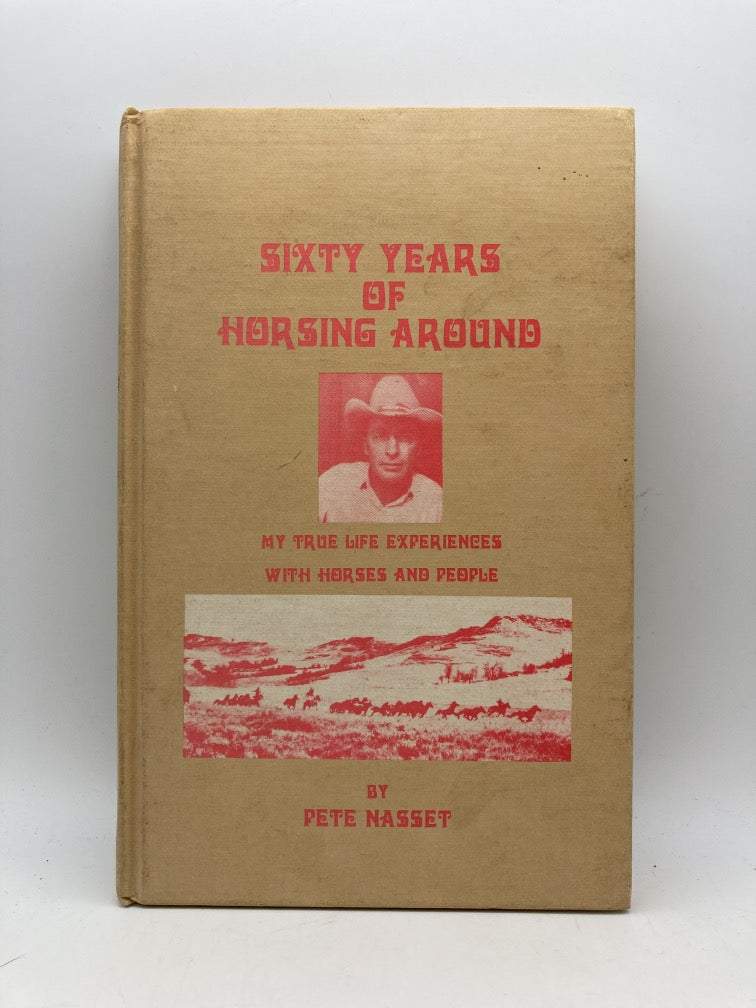 SIXTY YEARS
OF
HORSING AROUND
MY TRUE LIFE EXPERIENCES
WITH HORSES AND PEOPLE
BY
PETE NASSET